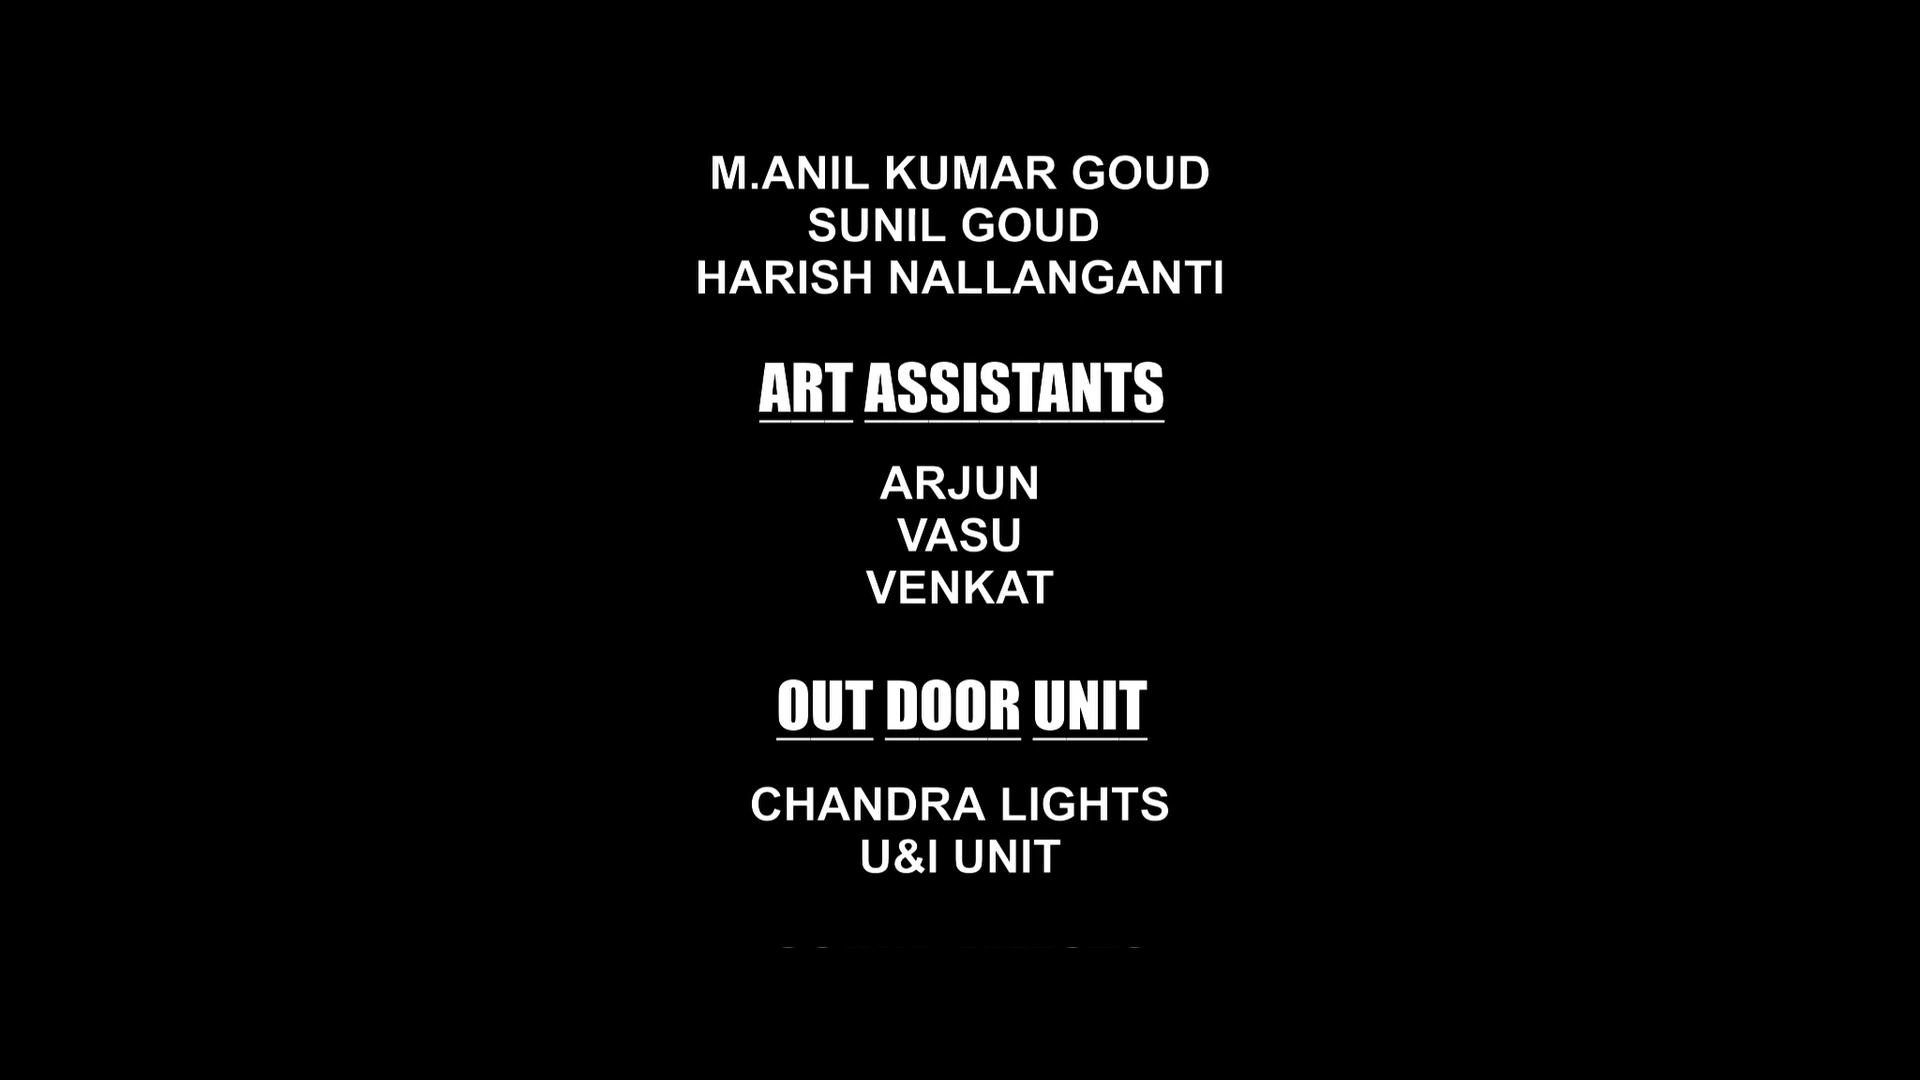 M.ANIL KUMAR GOUD
SUNIL GOUD
HARISH NALLANGANTI
ART ASSISTANTS
ARJUN
VASU
VENKAT
OUT DOOR UNIT
CHANDRA LIGHTS
U&I UNIT